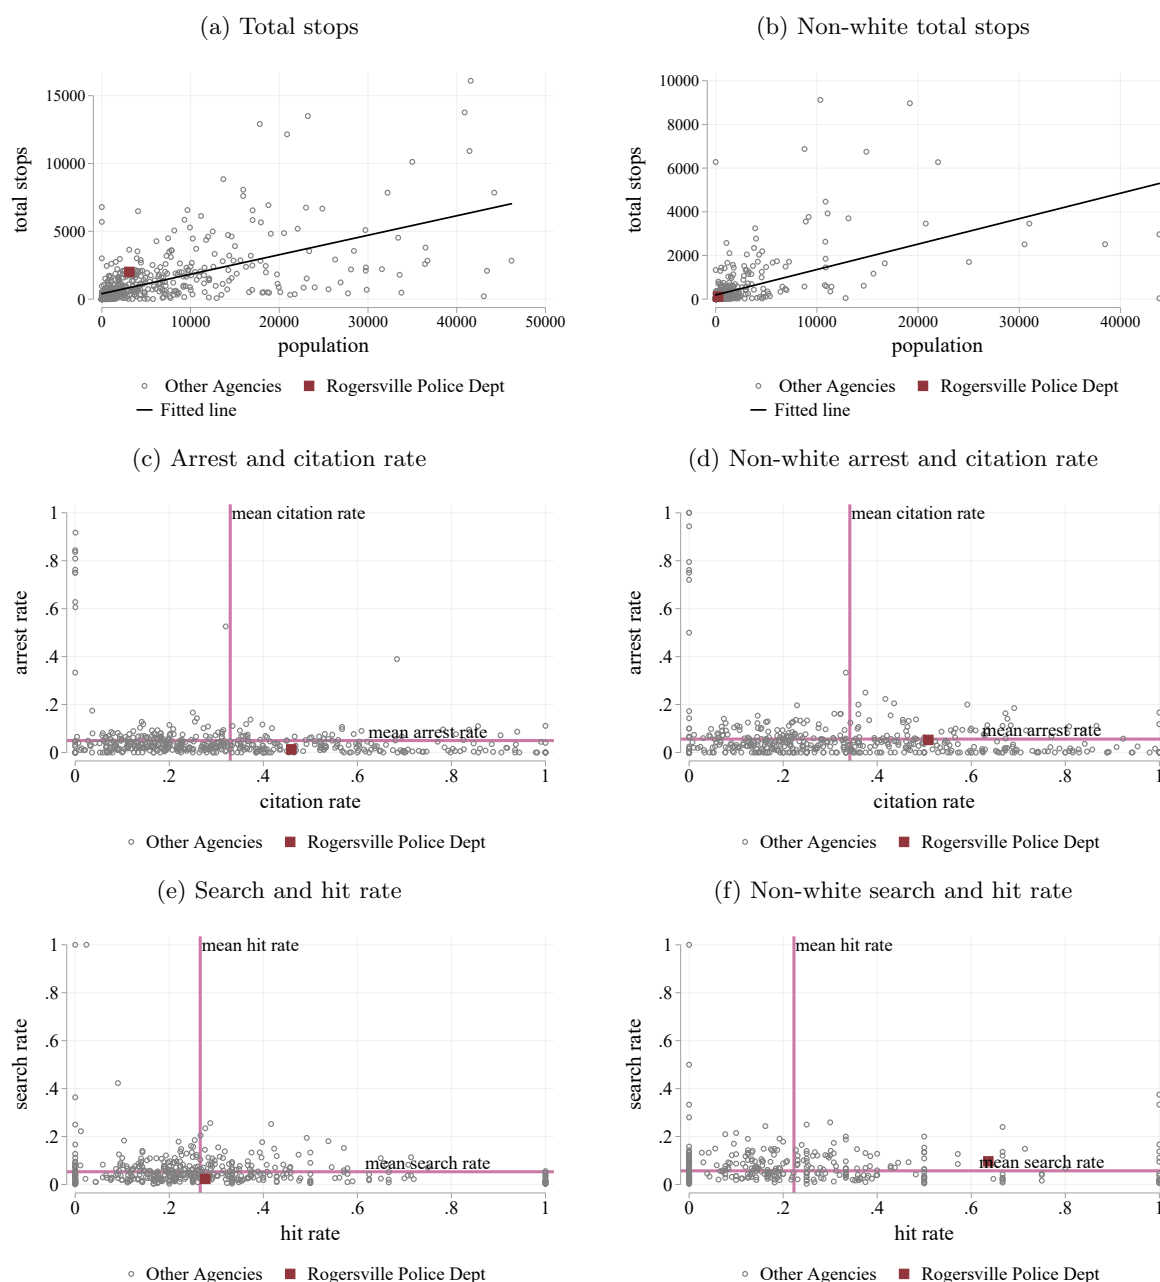 (a) Total stops
(b) Non-white total stops
total stops
15000
10000
5000
0
0 10000 20000 30000 40000 50000
population
Other Agencies Rogersville Police Dept
Fitted line
total stops
10000
8000
6000
4000
2000
0
0 10000 20000 30000 40000
population
Other Agencies Rogersville Police Dept
Fitted line
(c) Arrest and citation rate
(d) Non-white arrest and citation rate
arrest rate
1
.8
.6
.4
.2
0
mean citation rate
mean arrest rate
0 .2 .4 .6 .8 1
citation rate
Other Agencies Rogersville Police Dept
arrest rate
1
.8
.6
.4
.2
0
mean citation rate
mean arrest rate
0 .2 .4 .6 .8 1
citation rate
Other Agencies Rogersville Police Dept
(e) Search and hit rate
(f) Non-white search and hit rate
search rate
1
.8
.6
.4
.2
0
mean hit rate
mean search rate
0 .2 .4 .6 .8 1
hit rate
Other Agencies Rogersville Police Dept
search rate
1
.8
.6
.4
.2
0
mean hit rate
mean search rate
0 .2 .4 .6 .8 1
hit rate
Other Agencies Rogersville Police Dept